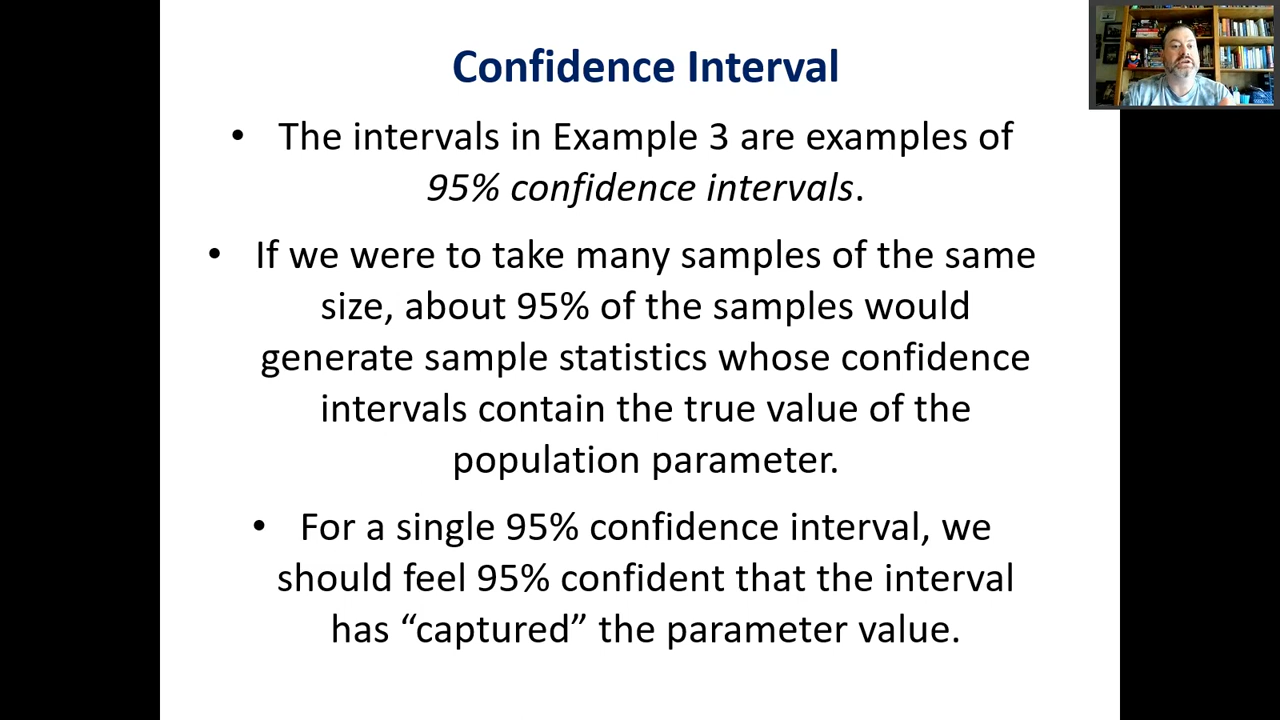 Confidence Interval
• The intervals in Example 3 are examples of
95% confidence intervals.
• If we were to take many samples of the same
size, about 95% of the samples would
generate sample statistics whose confidence
intervals contain the true value of the
population parameter.
• For a single 95% confidence interval, we
should feel 95% confident that the interval
has “captured” the parameter value.